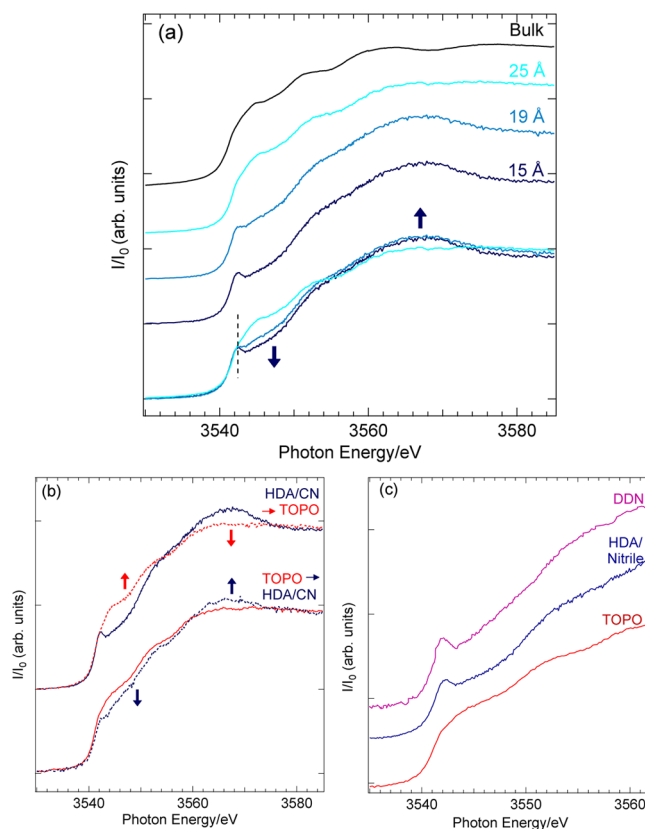 (a)
Bulk
25 Å
19 Å
15 Å
I/I₀ (arb. units)
3540
3560
3580
Photon Energy/eV
(b)
HDA/CN
→ TOPO
TOPO →
HDA/CN
I/I₀ (arb. units)
3540
3560
3580
Photon Energy/eV
(c)
DDN
HDA/
Nitrile
TOPO
I/I₀ (arb. units)
3540
3550
3560
Photon Energy/eV